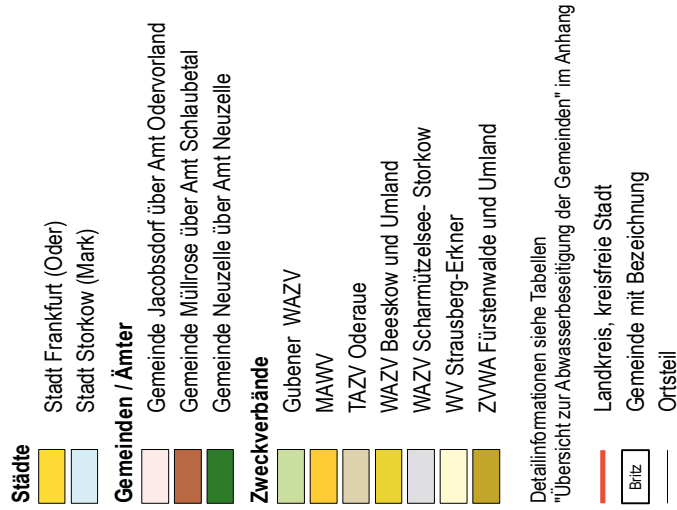 Städte
Stadt Frankfurt (Oder)
Stadt Storkow (Mark)
Gemeinden / Ämter
Gemeinde Jacobsdorf über Amt Odervorland
Gemeinde Müllrose über Amt Schlaubetal
Gemeinde Neuzelle über Amt Neuzelle
Zweckverbände
Gubener WAZV
MAWV
TAZV Oderaue
WAZV Beeskow und Umland
WAZV Scharmützelsee- Storkow
WV Strausberg-Erkner
ZVWA Fürstenwalde und Umland
Detailinformationen siehe Tabellen
"Übersicht zur Abwasserbeseitigung der Gemeinden" im Anhang
Landkreis, kreisfreie Stadt
Britz Gemeinde mit Bezeichnung
Ortsteil